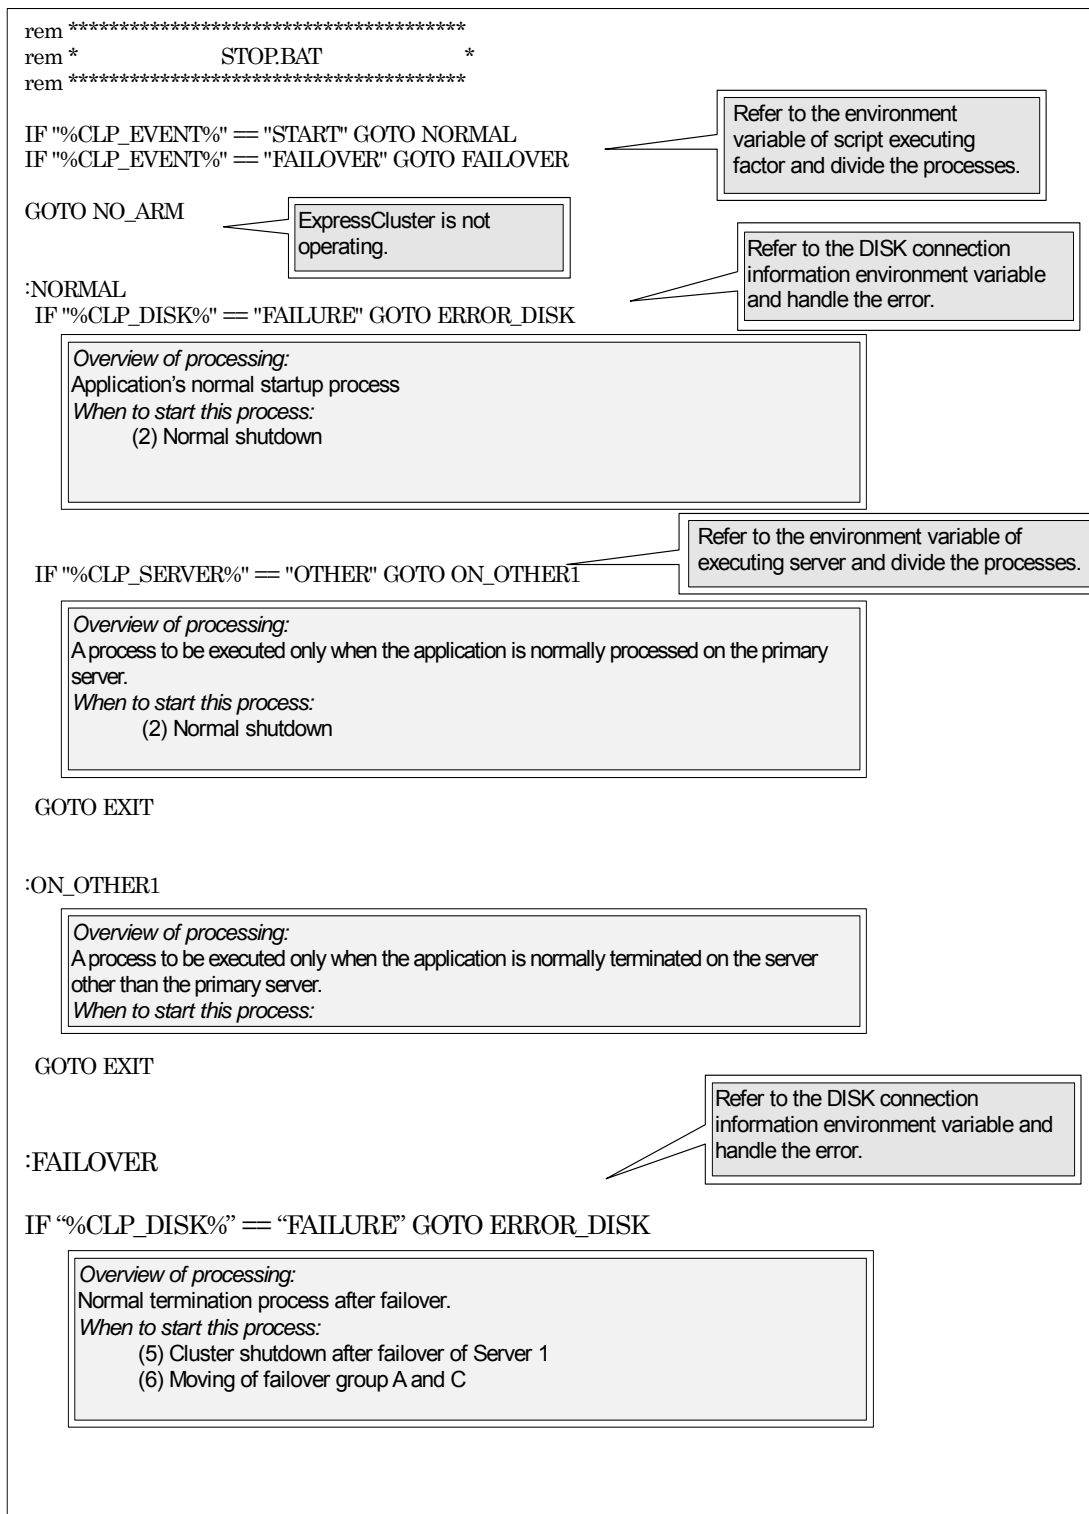 rem ****************************************
rem * STOP.BAT *
rem ****************************************
IF "%CLP_EVENT%" == "START" GOTO NORMAL
IF "%CLP_EVENT%" == "FAILOVER" GOTO FAILOVER
Refer to the environment
variable of script executing
factor and divide the processes.
GOTO NO_ARM
ExpressCluster is not
operating.
Refer to the DISK connection
information environment variable
and handle the error.
:NORMAL
IF "%CLP_DISK%" == "FAILURE" GOTO ERROR_DISK
Overview of processing:
Application's normal startup process
When to start this process:
(2) Normal shutdown
Refer to the environment variable of
executing server and divide the processes.
IF "%CLP_SERVER%" == "OTHER" GOTO ON_OTHER1
Overview of processing:
A process to be executed only when the application is normally processed on the primary
server.
When to start this process:
(2) Normal shutdown
GOTO EXIT
:ON_OTHER1
Overview of processing:
A process to be executed only when the application is normally terminated on the server
other than the primary server.
When to start this process:
GOTO EXIT
Refer to the DISK connection
information environment variable and
handle the error.
:FAILOVER
IF “%CLP_DISK%” == “FAILURE” GOTO ERROR_DISK
Overview of processing:
Normal termination process after failover.
When to start this process:
(5) Cluster shutdown after failover of Server 1
(6) Moving of failover group A and C